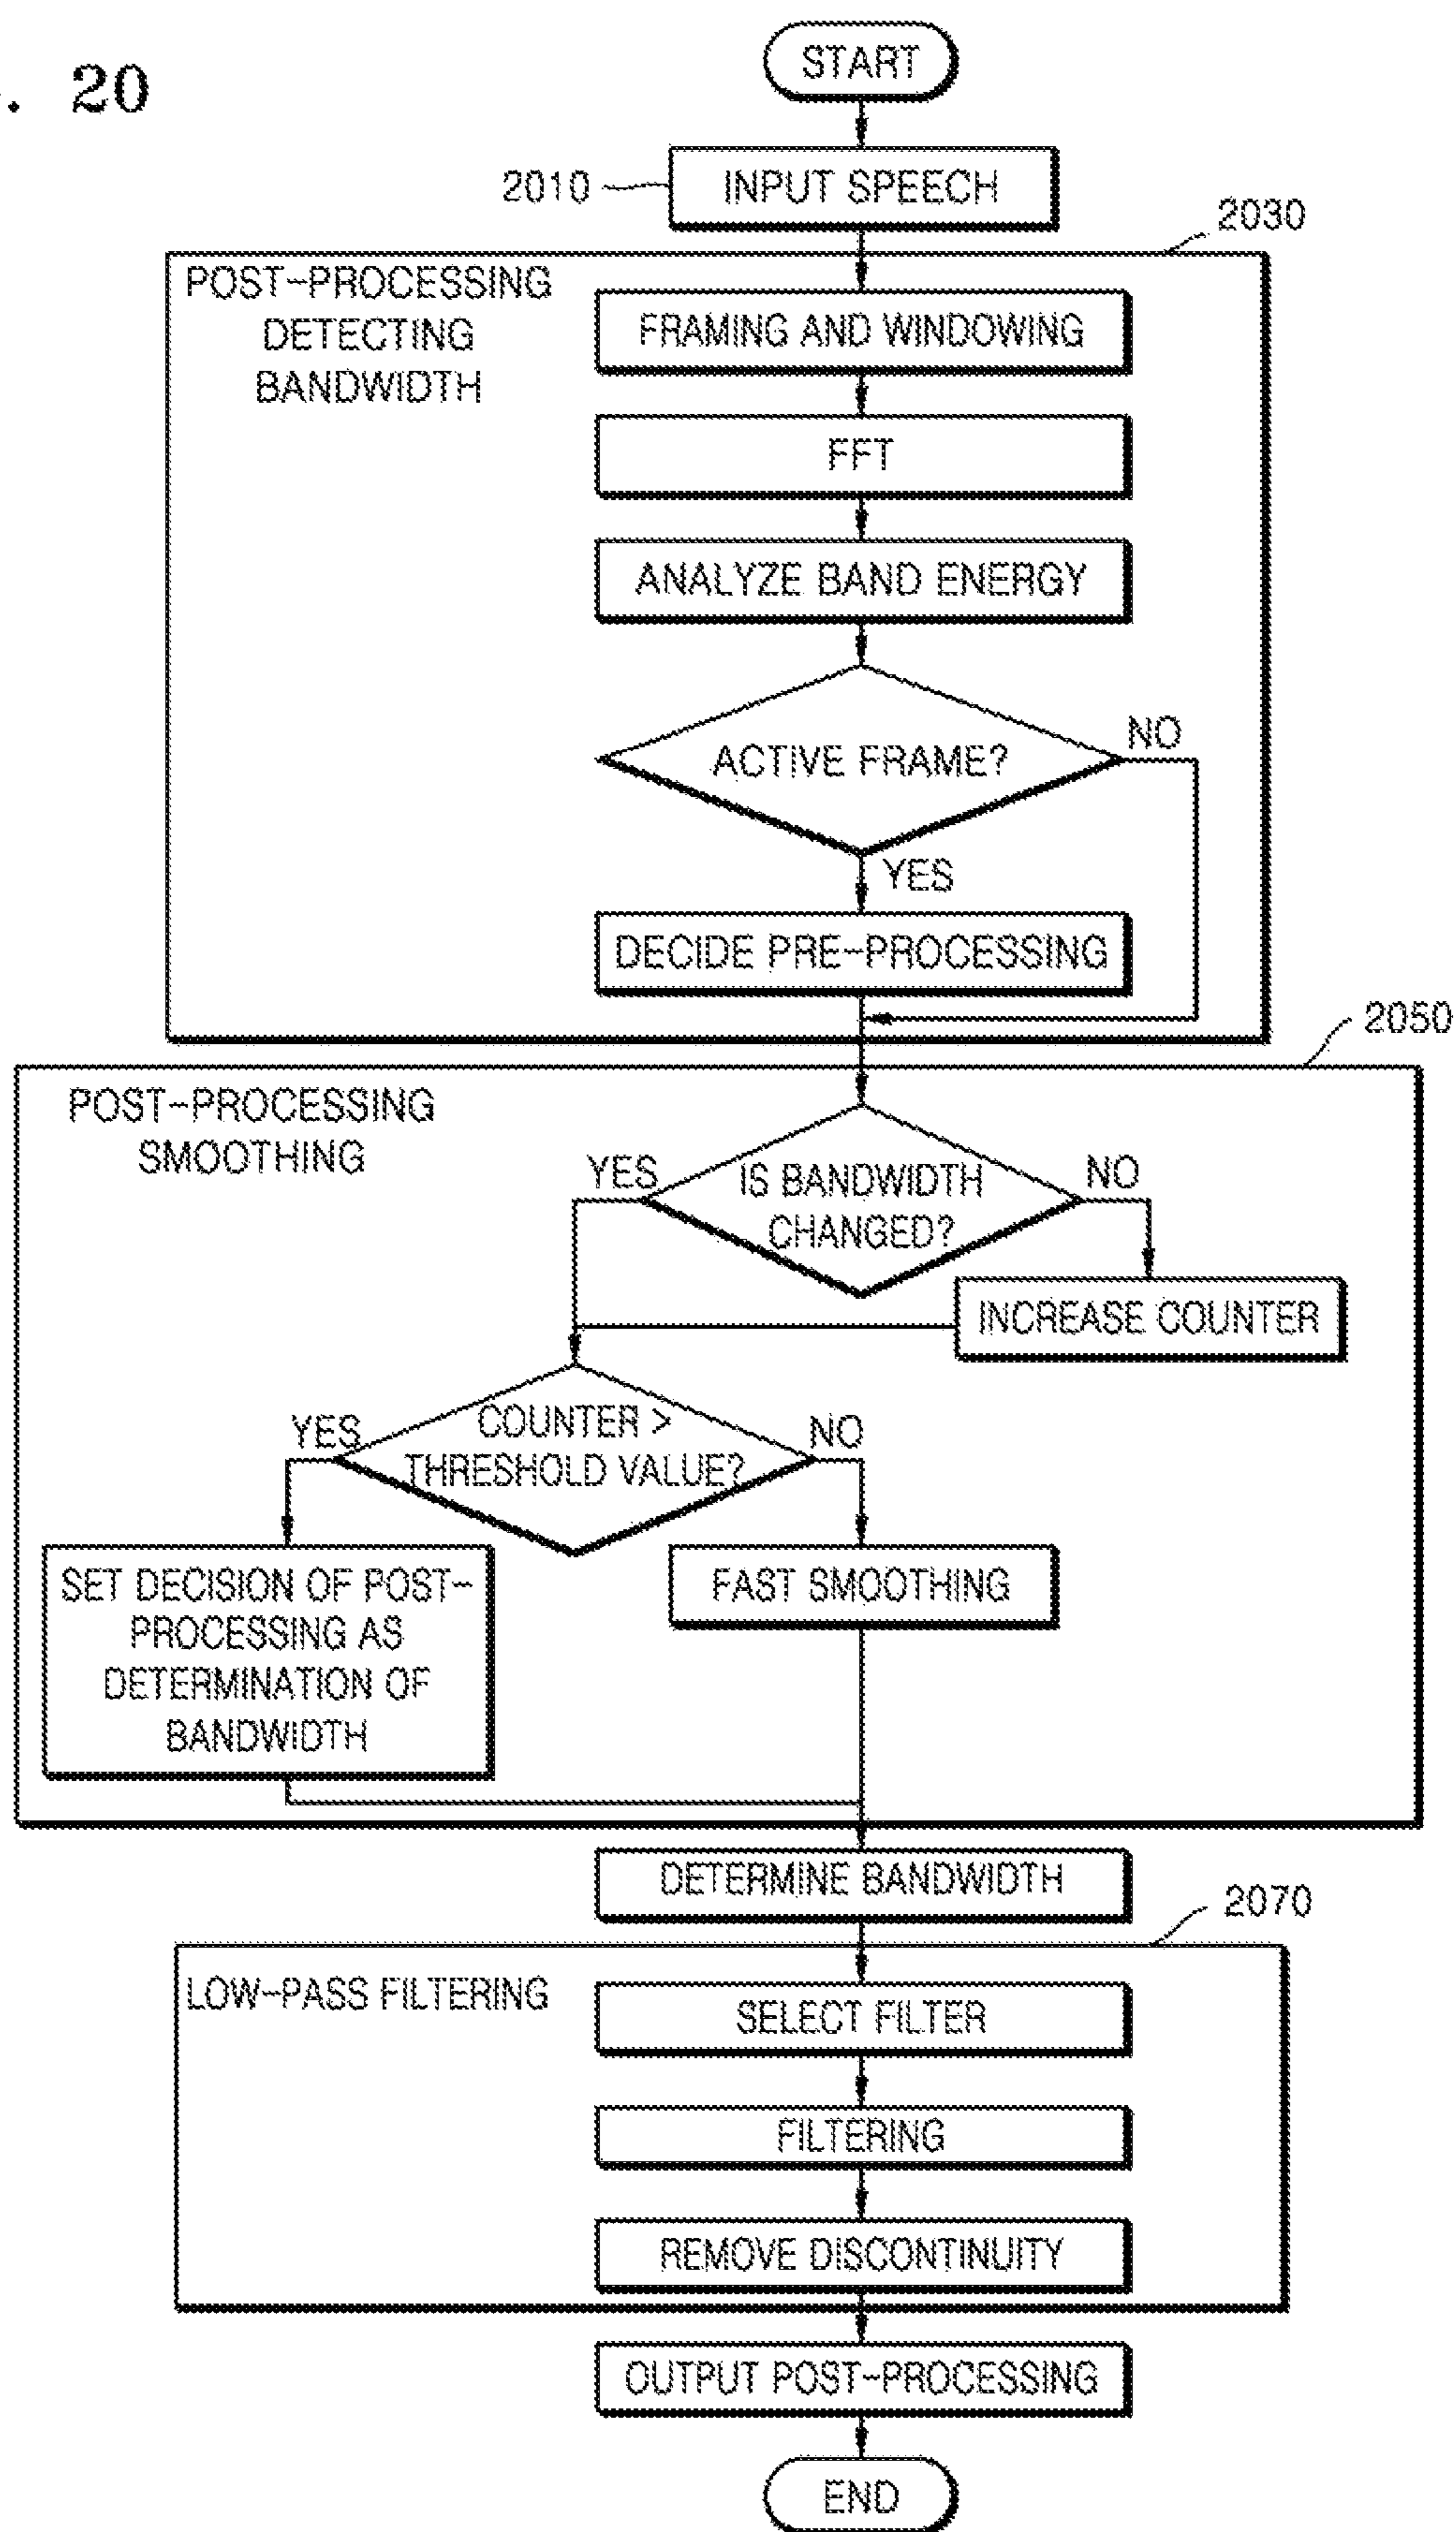 . 20
START
2010
INPUT SPEECH
2030
POST-PROCESSING
DETECTING
BANDWIDTH
FRAMING AND WINDOWING
FFT
ANALYZE BAND ENERGY
ACTIVE FRAME?
NO
YES
DECIDE PRE-PROCESSING
2050
POST-PROCESSING
SMOOTHING
YES
IS BANDWIDTH
CHANGED?
NO
INCREASE COUNTER
YES
COUNTER >
THRESHOLD VALUE?
NO
SET DECISION OF POST-
PROCESSING AS
DETERMINATION OF
BANDWIDTH
FAST SMOOTHING
DETERMINE BANDWIDTH
2070
LOW-PASS FILTERING
SELECT FILTER
FILTERING
REMOVE DISCONTINUITY
OUTPUT POST-PROCESSING
END